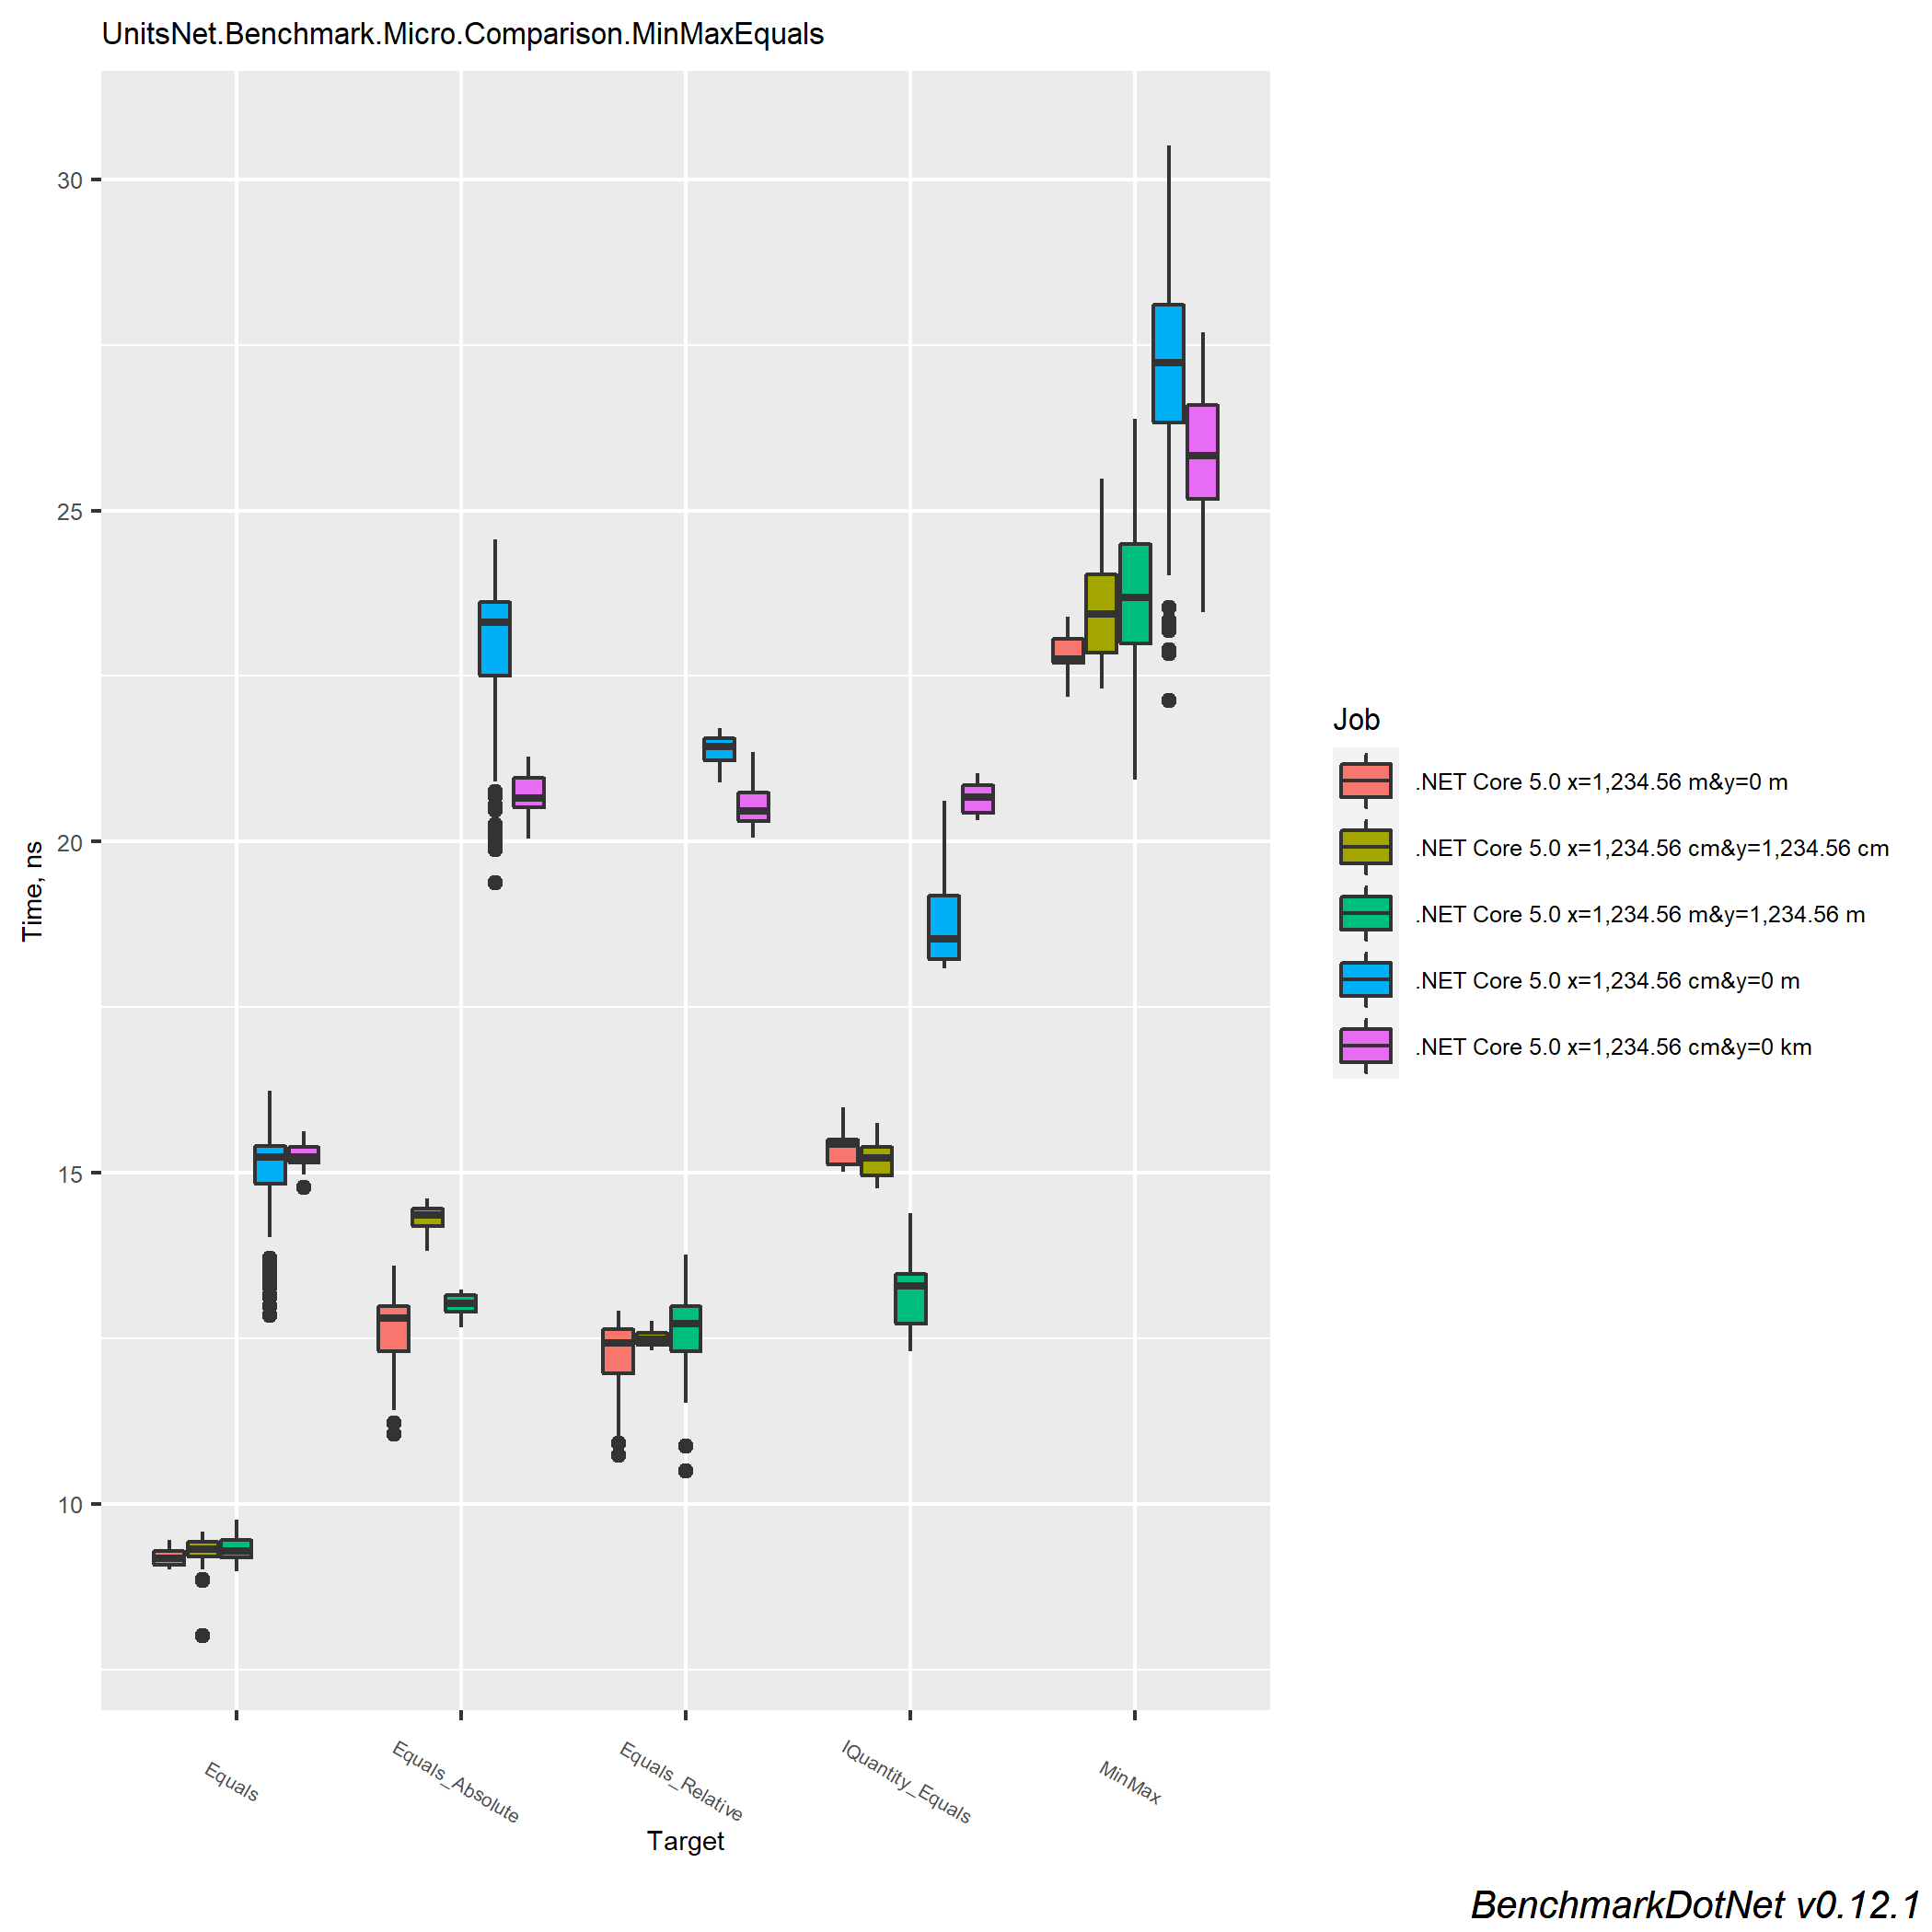 UnitsNet.Benchmark.Micro.Comparison.MinMaxEquals
30
25
20
15
10
Time, ns
Equals
Equals_Absolute
Equals_Relative
IQuantity_Equals
MinMax
Target
Job
.NET Core 5.0 x=1,234.56 m&y=0 m
.NET Core 5.0 x=1,234.56 cm&y=1,234.56 cm
.NET Core 5.0 x=1,234.56 m&y=1,234.56 m
.NET Core 5.0 x=1,234.56 cm&y=0 m
.NET Core 5.0 x=1,234.56 cm&y=0 km
BenchmarkDotNet v0.12.1